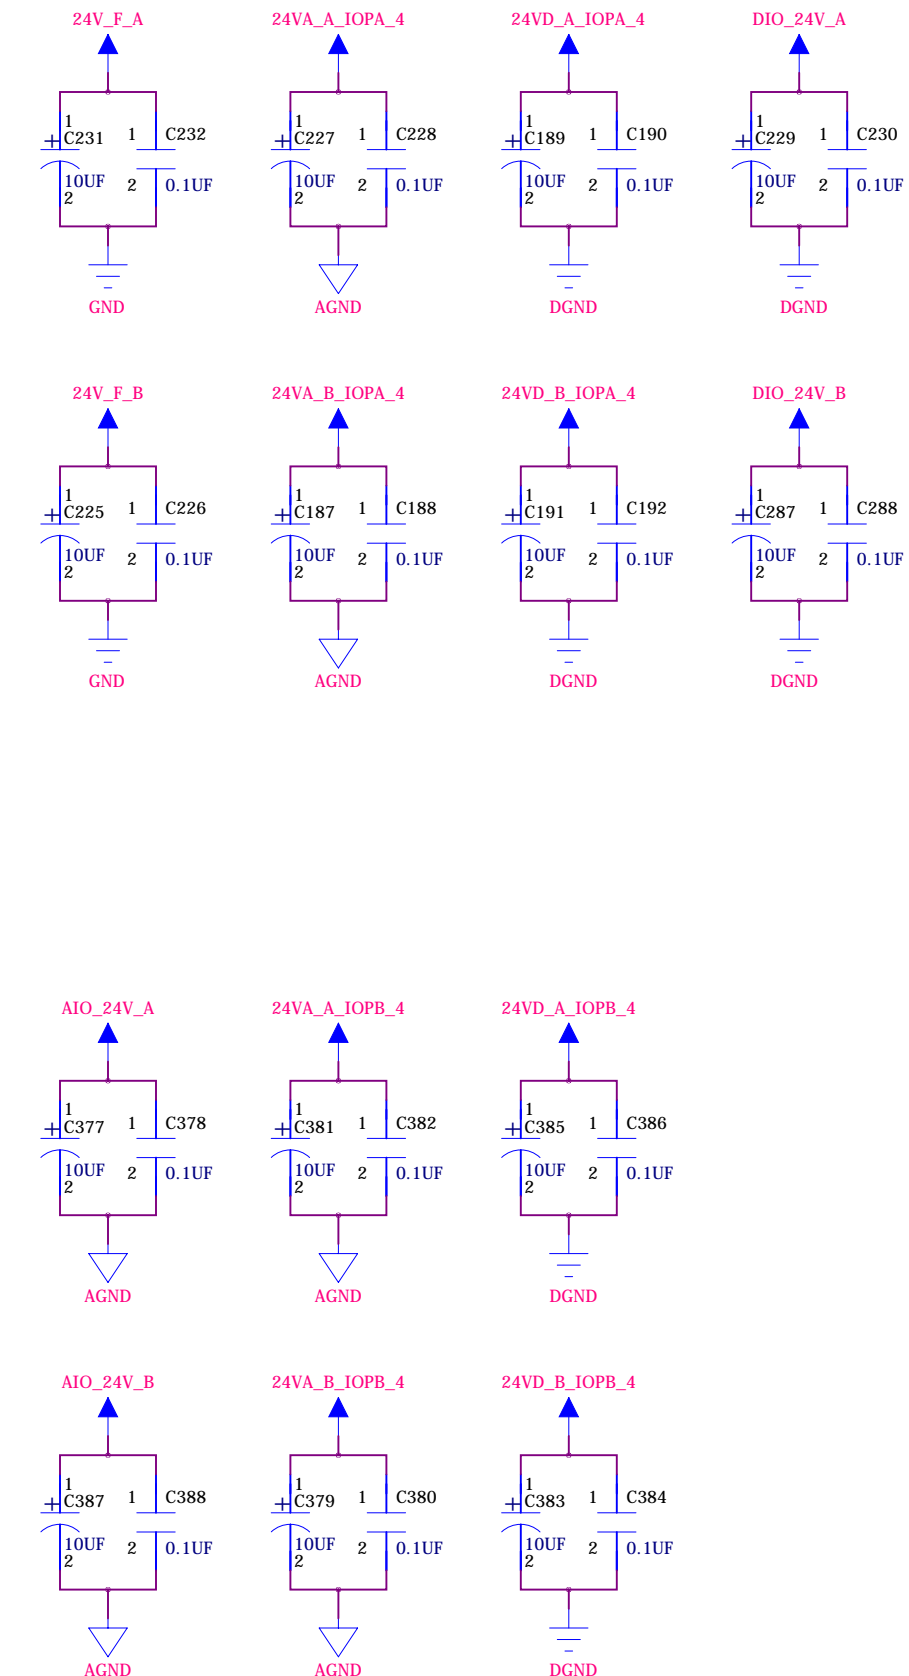 24V_F_A 24VA_A_IOPA_4 24VD_A_IOPA_4 DIO_24V_A
1 1 1 1
+ C231 1 C232 + C227 1 C228 + C189 1 C190 + C229 1 C230
10UF 2 0.1UF 10UF 2 0.1UF 10UF 2 0.1UF 10UF 2 0.1UF
2 2 2 2
GND AGND DGND DGND
24V_F_B 24VA_B_IOPA_4 24VD_B_IOPA_4 DIO_24V_B
1 1 1 1
+ C225 1 C226 + C187 1 C188 + C191 1 C192 + C287 1 C288
10UF 2 0.1UF 10UF 2 0.1UF 10UF 2 0.1UF 10UF 2 0.1UF
2 2 2 2
GND AGND DGND DGND
AIO_24V_A 24VA_A_IOPB_4 24VD_A_IOPB_4
1 1 1
+ C377 1 C378 + C381 1 C382 + C385 1 C386
10UF 2 0.1UF 10UF 2 0.1UF 10UF 2 0.1UF
2 2 2
AGND AGND DGND
AIO_24V_B 24VA_B_IOPB_4 24VD_B_IOPB_4
1 1 1
+ C387 1 C388 + C379 1 C380 + C383 1 C384
10UF 2 0.1UF 10UF 2 0.1UF 10UF 2 0.1UF
2 2 2
AGND AGND DGND